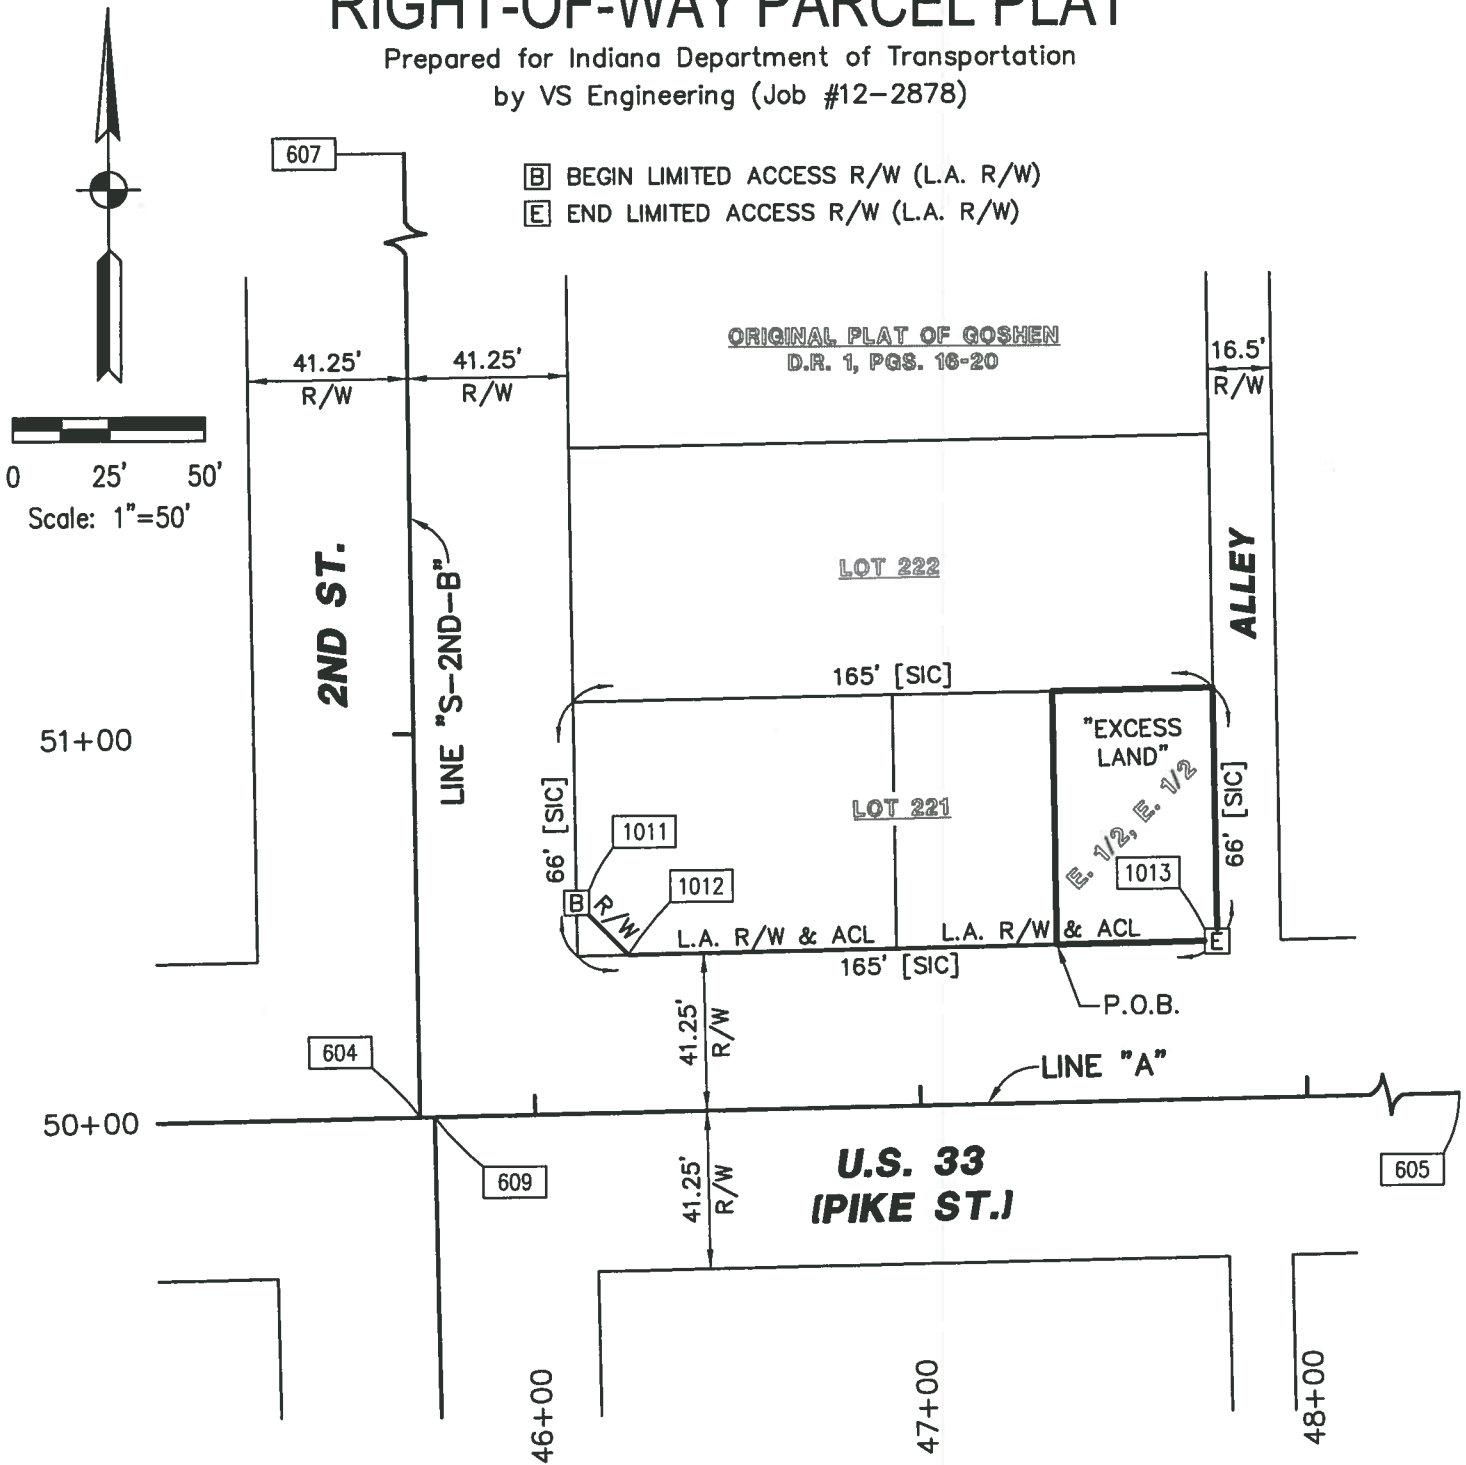 RIGHT-OF-WAY PARCEL PLAT
Prepared for Indiana Department of Transportation
by VS Engineering (Job #12-2878)
607
B BEGIN LIMITED ACCESS R/W (L.A. R/W)
E END LIMITED ACCESS R/W (L.A. R/W)
ORIGINAL PLAT OF GOSHEN
D.R. 1, PGS. 16-20
41.25'
R/W
41.25'
R/W
16.5'
R/W
0 25' 50'
Scale: 1"=50'
2ND ST.
LINE "S-2ND-B"
LOT 222
ALLEY
165' [SIC]
51+00
"EXCESS
LAND"
E. 1/2, E. 1/2
66' [SIC]
66' [SIC]
LOT 221
1011
1012
1013
B
R/W
L.A. R/W & ACL
L.A. R/W & ACL
E
165' [SIC]
P.O.B.
41.25'
R/W
604
LINE "A"
50+00
609
41.25'
R/W
U.S. 33
(PIKE ST.)
605
46+00
47+00
48+00